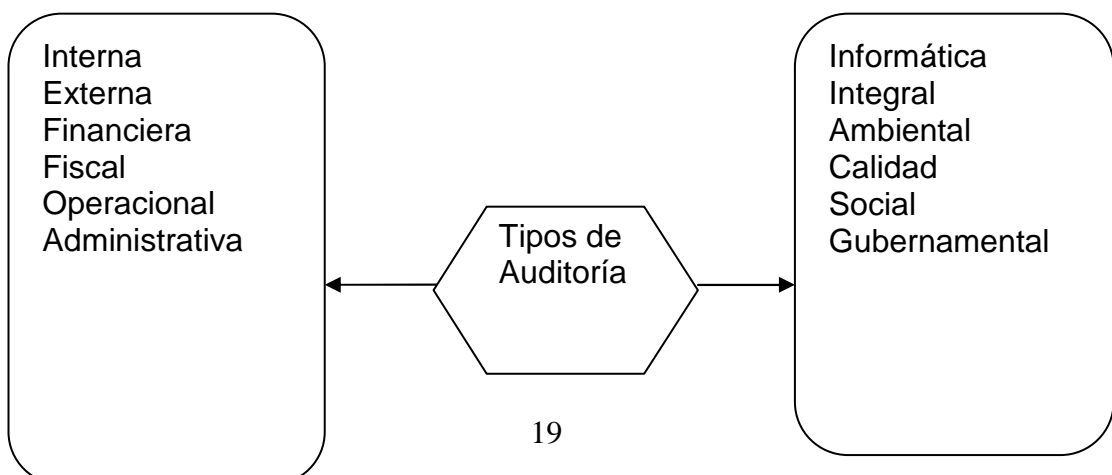 Interna
Externa
Financiera
Fiscal
Operacional
Administrativa
Tipos de
Auditoría
Informática
Integral
Ambiental
Calidad
Social
Gubernamental
19